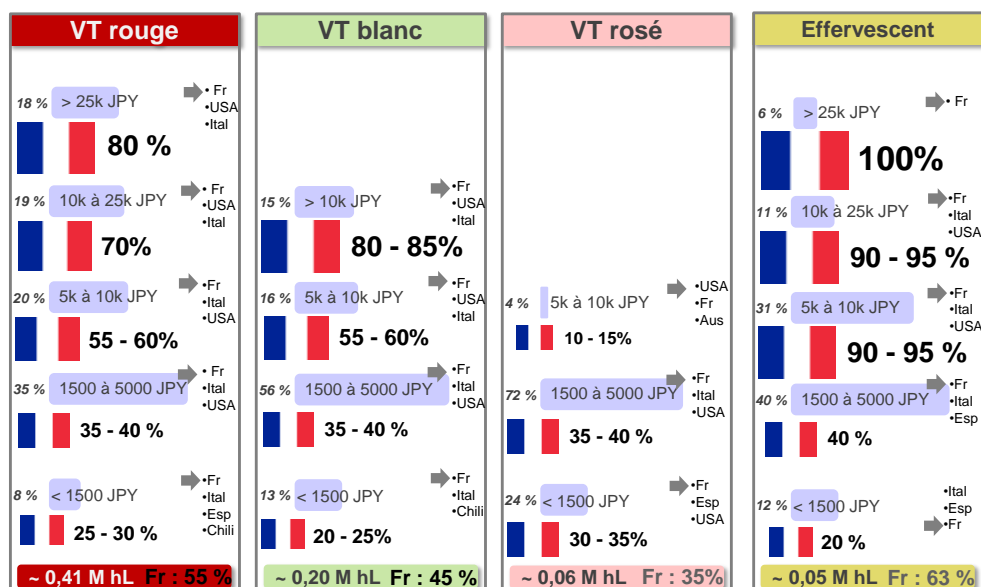 VT rouge
18 % > 25k JPY
• Fr
•USA
•Ital
80 %
19 % 10k à 25k JPY
• Fr
•USA
•Ital
70%
20 % 5k à 10k JPY
•Fr
•Ital
•USA
55 - 60%
35 % 1500 à 5000 JPY
• Fr
•Ital
•USA
35 - 40 %
8 % < 1500 JPY
•Fr
•Ital
•Esp
•Chili
25 - 30 %
~ 0,41 M hL Fr : 55 %
VT blanc
15 % > 10k JPY
•Fr
•USA
•Ital
80 - 85%
16 % 5k à 10k JPY
•Fr
•USA
•Ital
55 - 60%
56 % 1500 à 5000 JPY
•Fr
•Ital
•USA
35 - 40 %
13 % < 1500 JPY
•Fr
•Ital
•Chili
20 - 25%
~ 0,20 M hL Fr : 45 %
VT rosé
4 % 5k à 10k JPY
•USA
•Fr
•Aus
10 - 15%
72 % 1500 à 5000 JPY
•Fr
•Ital
•USA
35 - 40 %
24 % < 1500 JPY
•Fr
•Esp
•USA
30 - 35%
~ 0,06 M hL Fr : 35%
Effervescent
6 % > 25k JPY
• Fr
100%
11 % 10k à 25k JPY
•Fr
•Ital
•USA
90 - 95 %
31 % 5k à 10k JPY
•Fr
•Ital
•USA
90 - 95 %
40 % 1500 à 5000 JPY
•Fr
•Ital
•Esp
40 %
12 % < 1500 JPY
•Ital
•Esp
•Fr
20 %
~ 0,05 M hL Fr : 63 %